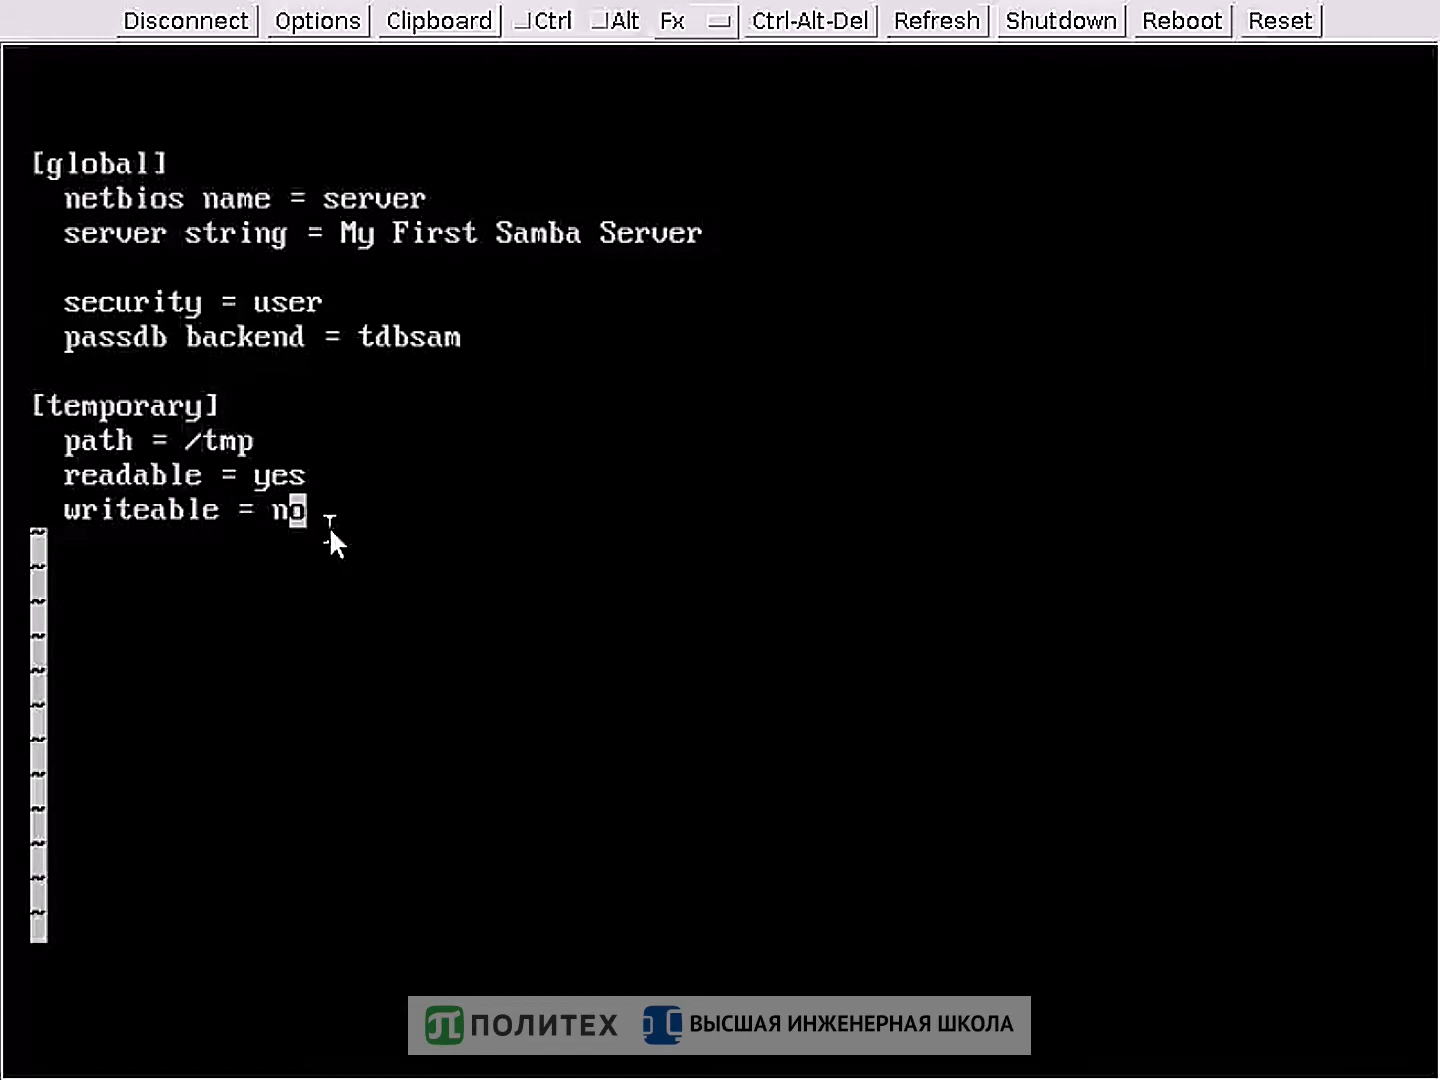 Disconnect Options Clipboard Ctrl Alt Fx Ctrl-Alt-Del Refresh Shutdown Reboot Reset
[global]
netbios name = server
server string = My First Samba Server
security = user
passdb backend = tdbsam
[temporary]
path = /tmp
readable = yes
writeable = no
~
~
~
~
~
~
~
~
~
~
~
~
ПОЛИТЕХ ВЫСШАЯ ИНЖЕНЕРНАЯ ШКОЛА